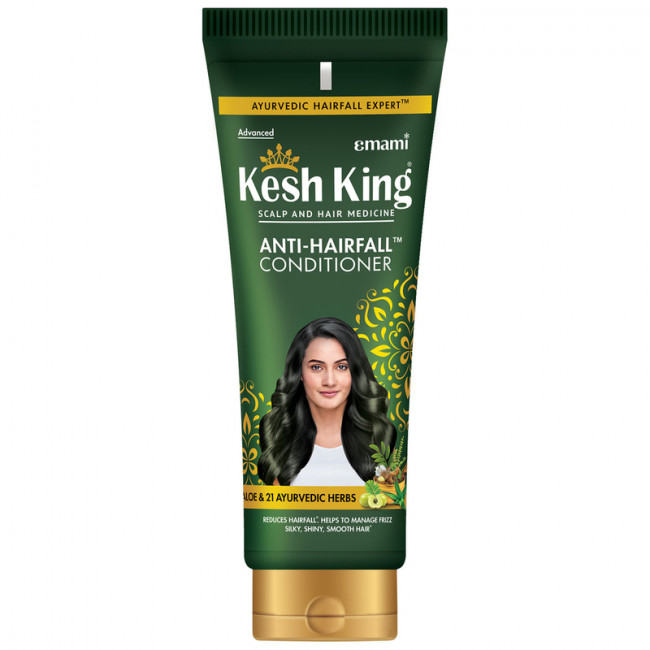 AYURVEDIC HAIRFALL EXPERT™
Advanced
emami*
Kesh King®
SCALP AND HAIR MEDICINE
ANTI-HAIRFALL™
CONDITIONER
ALOE & 21 AYURVEDIC HERBS
REDUCES HAIRFALL*. HELPS TO MANAGE FRIZZ
SILKY, SHINY, SMOOTH HAIR*